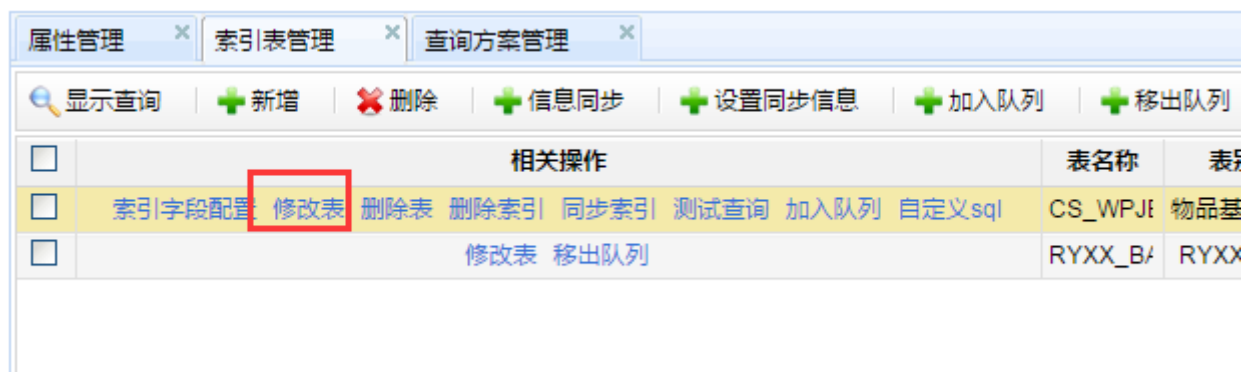 属性管理 索引表管理 查询方案管理
显示查询 新增 删除 信息同步 设置同步信息 加入队列 移出队列
相关操作 表名称
索引字段配置 修改表 删除表 删除索引 同步索引 测试查询 加入队列 自定义sql CS_WPJE 物品基
修改表 移出队列 RYXX_BA RYXX